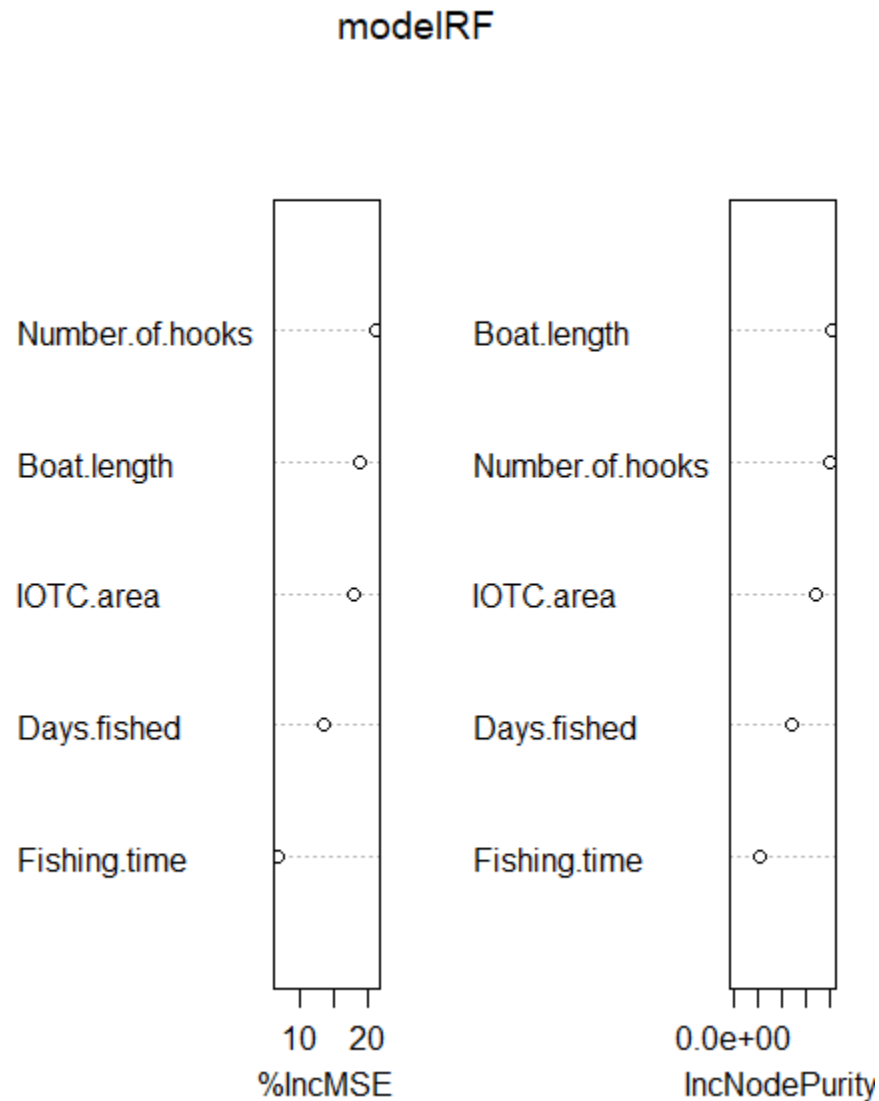 modelRF
Number.of.hooks
Boat.length
IOTC.area
Days.fished
Fishing.time
10 20
%IncMSE
Boat.length
Number.of.hooks
IOTC.area
Days.fished
Fishing.time
0.0e+00
IncNodePurity